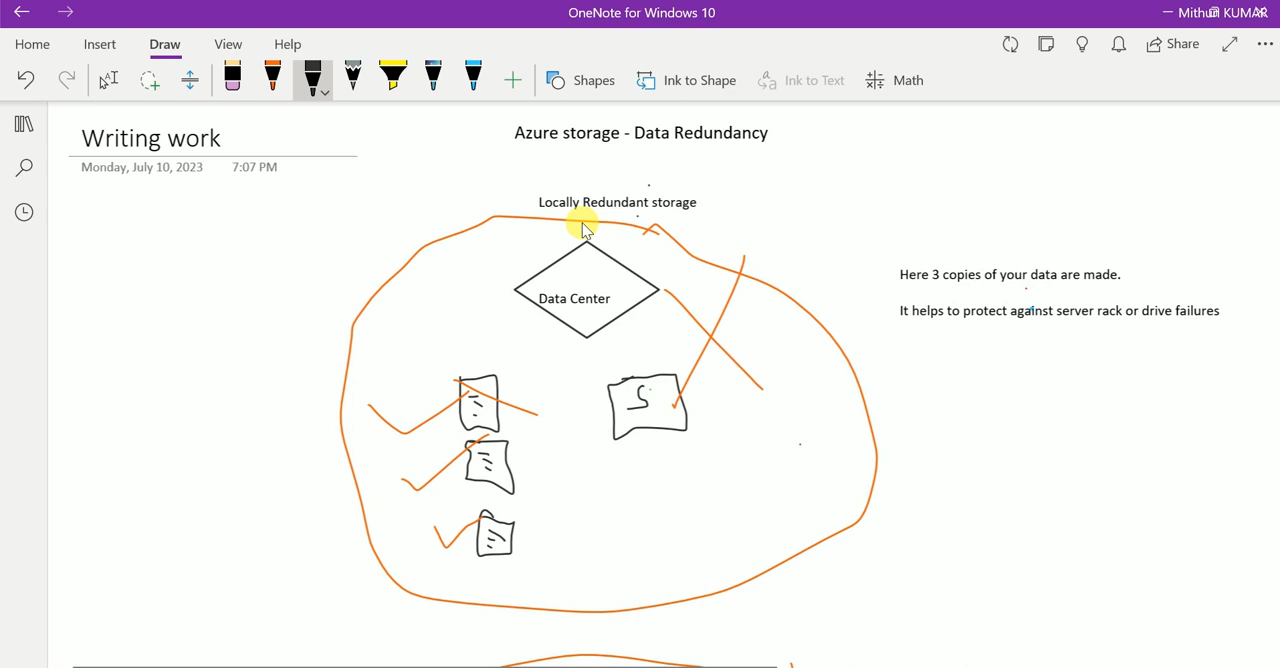 OneNote for Windows 10
Mithun KUMAR
Home Insert Draw View Help
Share
Shapes Ink to Shape Ink to Text Math
Writing work
Monday, July 10, 2023 7:07 PM
Azure storage - Data Redundancy
Locally Redundant storage
Data Center
Here 3 copies of your data are made.
It helps to protect against server rack or drive failures
S